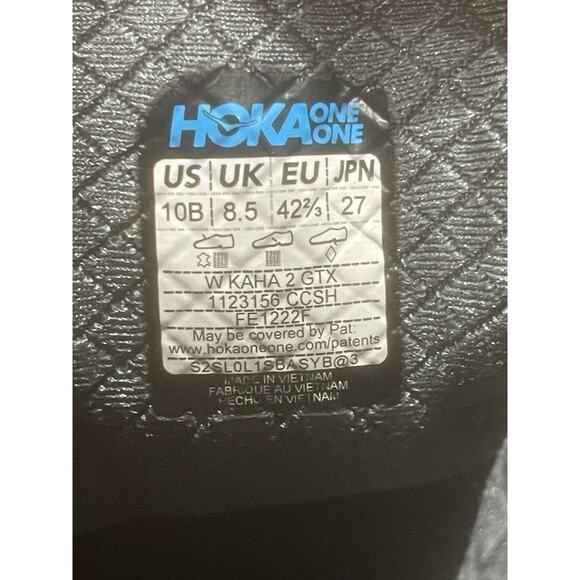 HOKA ONE ONE
US UK EU JPN
10B 8.5 42⅔ 27
W KAHA 2 GTX
1123156 CCSH
FE1222F
May be covered by Pat:
www.hokaoneone.com/patents
S2SL0L1SBASYB@3
MADE IN VIETNAM
FABRIQUE AU VIETNAM
HECHO EN VIETNAM